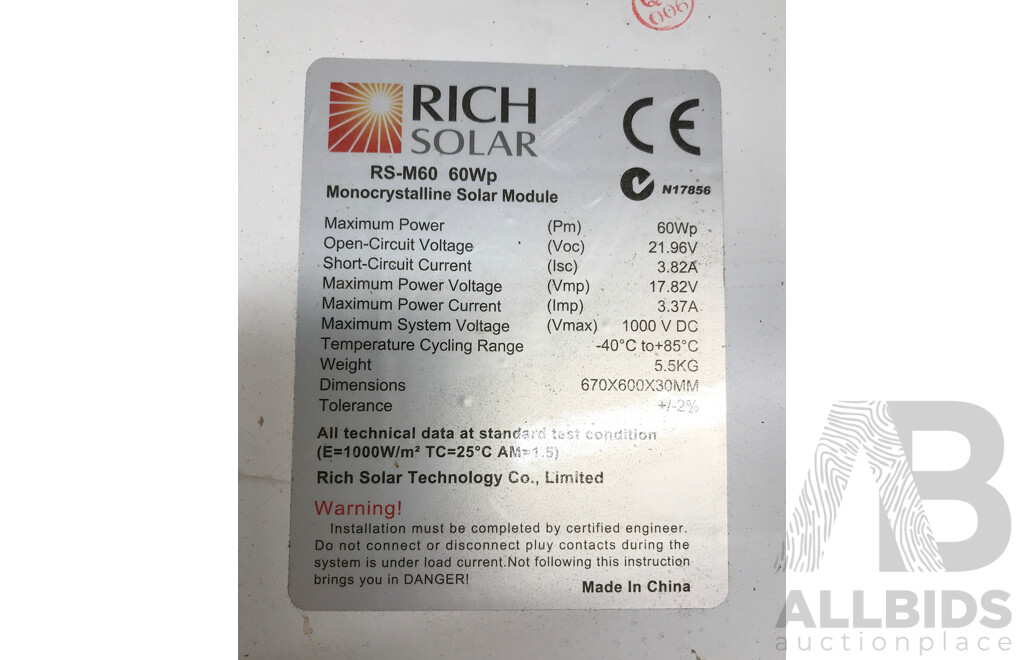 006
RICH
SOLAR
CE
RS-M60 60Wp
N17856
Monocrystalline Solar Module
Maximum Power (Pm) 60Wp
Open-Circuit Voltage (Voc) 21.96V
Short-Circuit Current (Isc) 3.82A
Maximum Power Voltage (Vmp) 17.82V
Maximum Power Current (Imp) 3.37A
Maximum System Voltage (Vmax) 1000 V DC
Temperature Cycling Range -40°C to+85°C
Weight 5.5KG
Dimensions 670X600X30MM
Tolerance +/-2%
All technical data at standard test condition
(E=1000W/m² TC=25°C AM=1.5)
Rich Solar Technology Co., Limited
Warning!
Installation must be completed by certified engineer.
Do not connect or disconnect pluy contacts during the
system is under load current.Not following this instruction
brings you in DANGER!
Made In China
AB
ALLBIDS
auctionplace